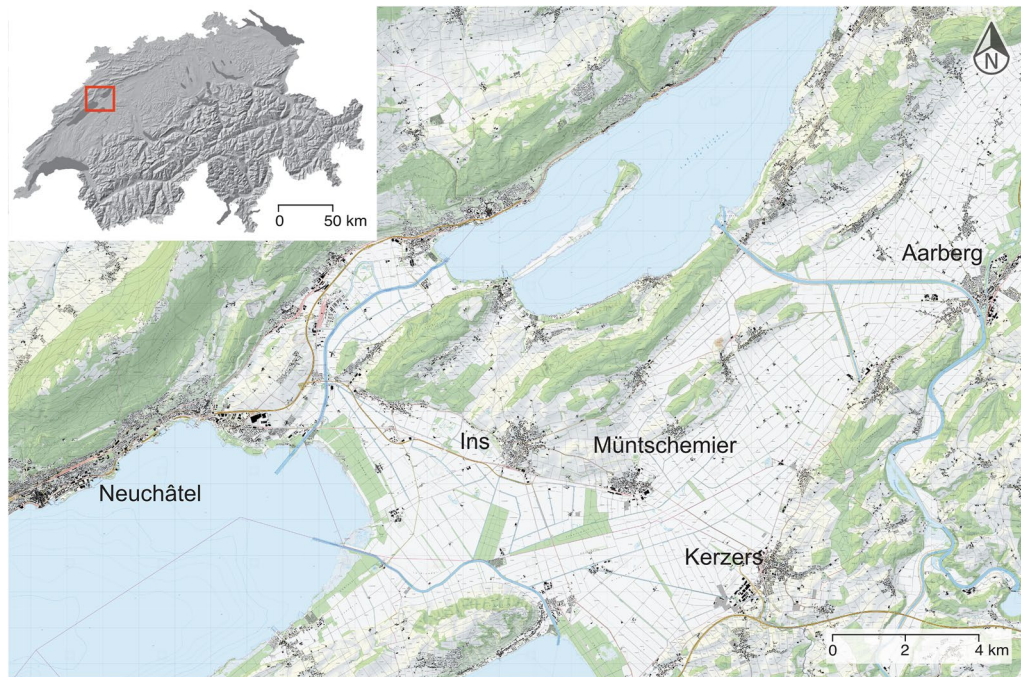 N
0 50 km
Aarberg
Ins
Müntschemier
Neuchâtel
Kerzers
0 2 4 km